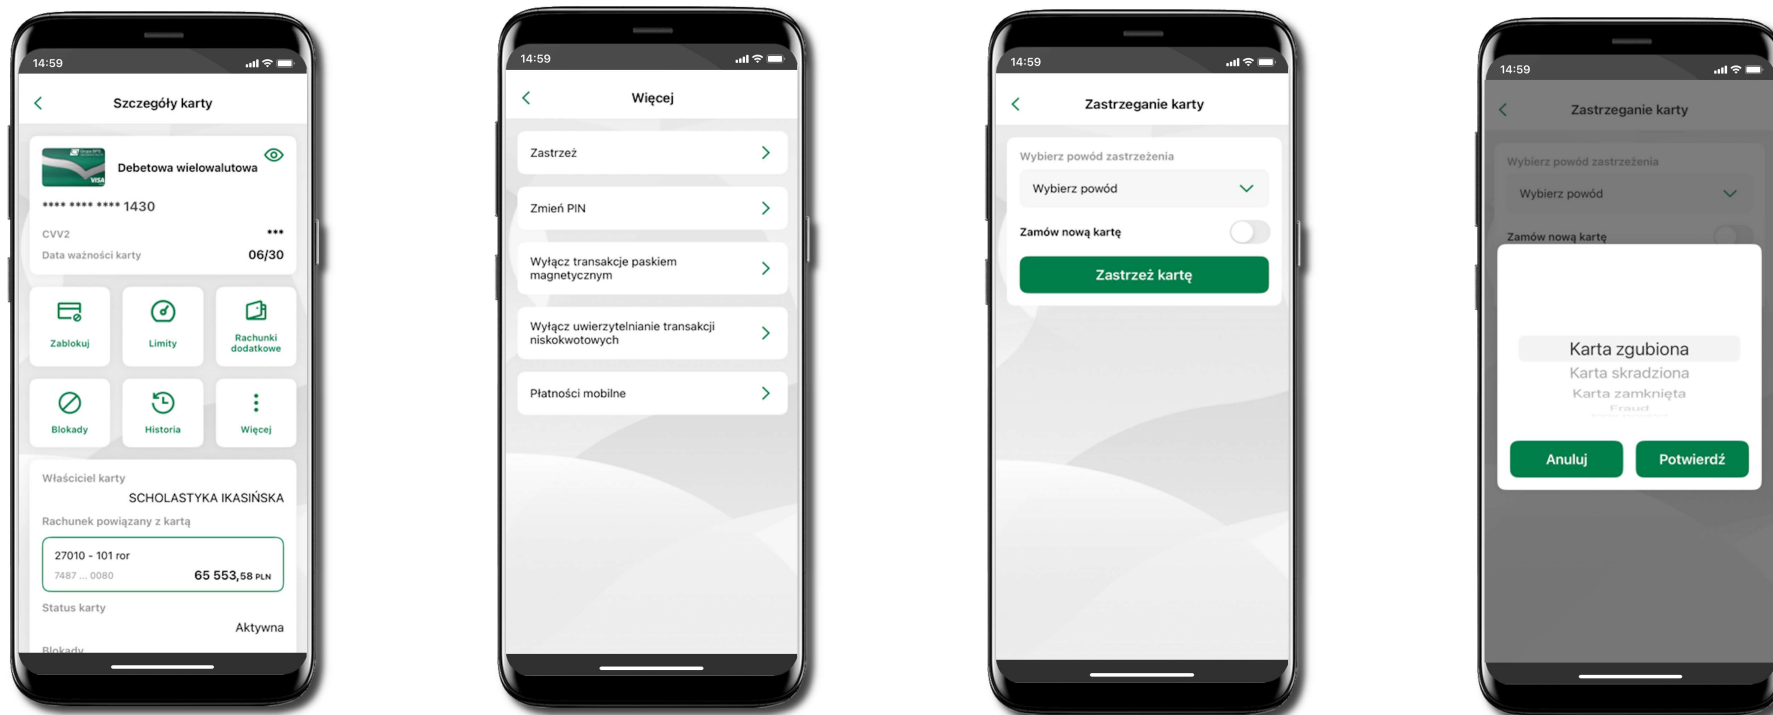 14:59
Szczegóły karty
VISA
Debetowa wielowalutowa
**** **** **** 1430
CVV2 ***
Data ważności karty 06/30
Zablokuj
Limity
Rachunki
dodatkowe
Blokady
Historia
Więcej
Właściciel karty
SCHOLASTYKA IKASIŃSKA
Rachunek powiązany z kartą
27010 - 101 ror
7487 ... 0080 65 553,58 PLN
Status karty
Aktywna
Blokady
14:59
Więcej
Zastrzeż
Zmień PIN
Wyłącz transakcje paskiem
magnetycznym
Wyłącz uwierzytelnianie transakcji
niskokwotowych
Płatności mobilne
14:59
Zastrzeganie karty
Wybierz powód zastrzeżenia
Wybierz powód
Zamów nową kartę
Zastrzeż kartę
14:59
Zastrzeganie karty
Wybierz powód zastrzeżenia
Wybierz powód
Zamów nową kartę
Karta zgubiona
Karta skradziona
Karta zamknięta
Fraud
Anuluj
Potwierdź